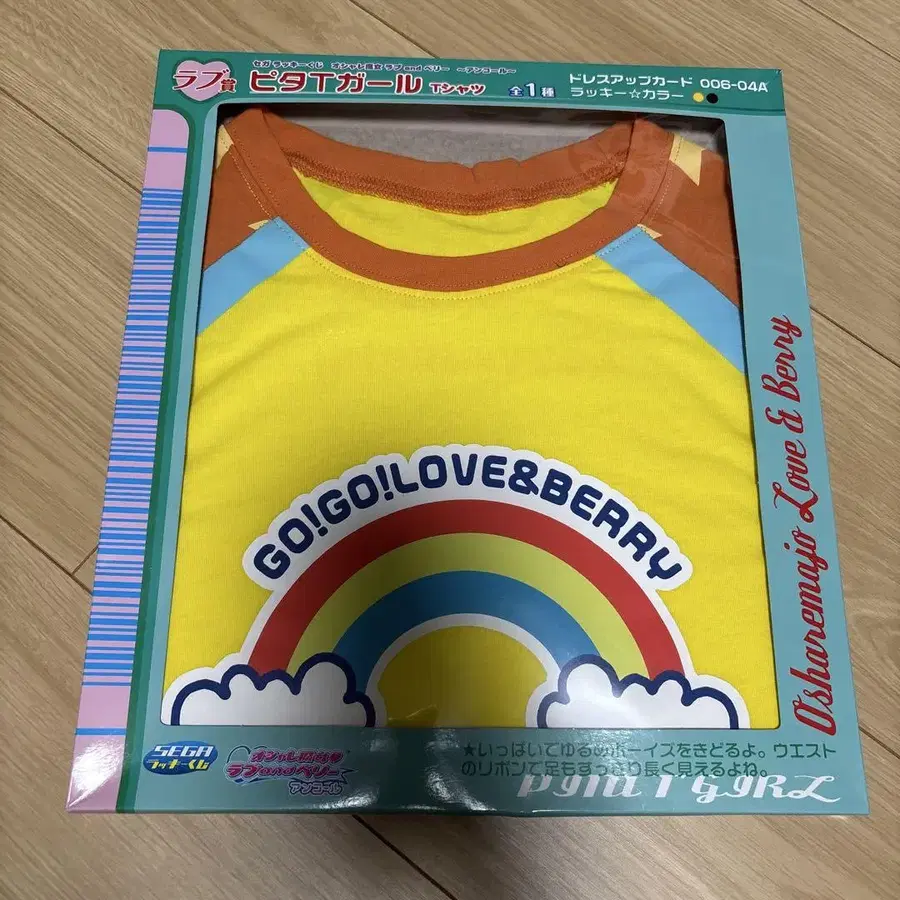 ラブ賞
セガ ラッキーくじ オシャレ魔女 ラブ and ベリー ～アンコール～
ピタTガール Tシャツ 全1種
ドレスアップカード 006-04A
ラッキー☆カラー
GO!GO!LOVE&BERRY
Osharemajo Love & Berry
SEGA
ラッキーくじ
オシャレ魔女
ラブandベリー
アンコール
★いっぱいてゆるめボーイズをきどるよ。ウエスト
のリボンで足もすっきり長く見えるよね。
GIRL